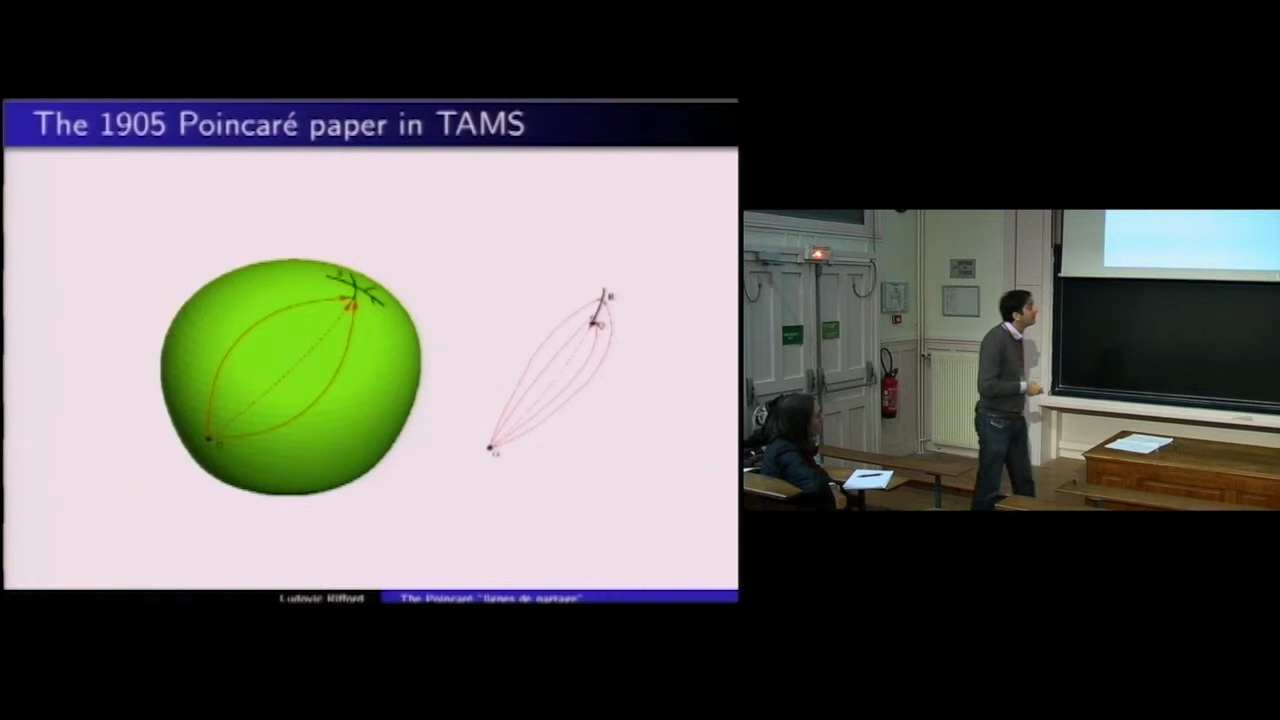 The 1905 Poincaré paper in TAMS
R
Ludovic Rifford
The Poincaré "lignes de partage"